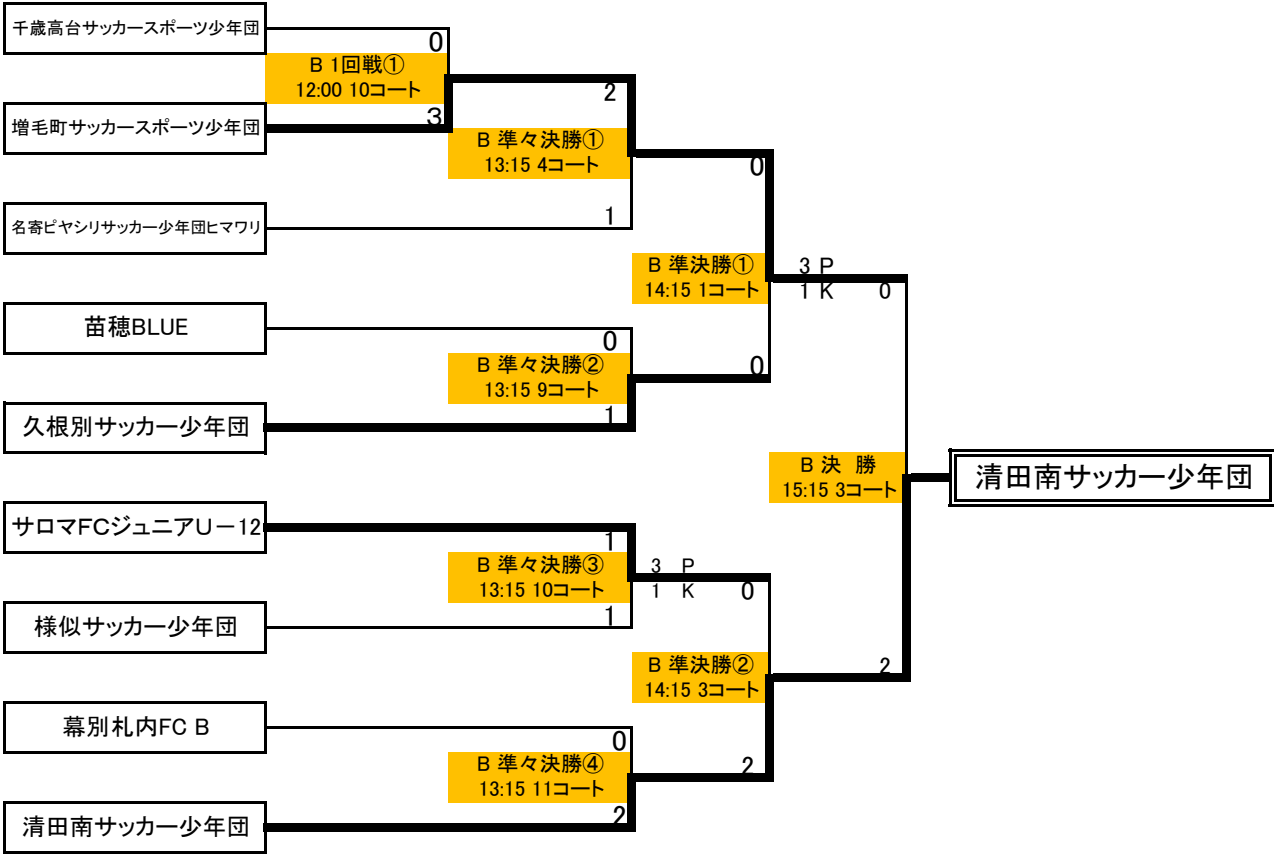 千歳高台サッカースポーツ少年団
0
B 1回戦①
12:00 10コート
2
3
増毛町サッカースポーツ少年団
B 準々決勝①
13:15 4コート
0
1
名寄ピヤシリサッカー少年団ヒマワリ
B 準決勝①
14:15 1コート
3 P
1 K
0
苗穂BLUE
0
B 準々決勝②
13:15 9コート
0
1
久根別サッカー少年団
B 決 勝
15:15 3コート
清田南サッカー少年団
サロマFCジュニアU－12
1
B 準々決勝③
13:15 10コート
3 P
1 K
0
1
様似サッカー少年団
B 準決勝②
14:15 3コート
2
幕別札内FC B
0
B 準々決勝④
13:15 11コート
2
2
清田南サッカー少年団